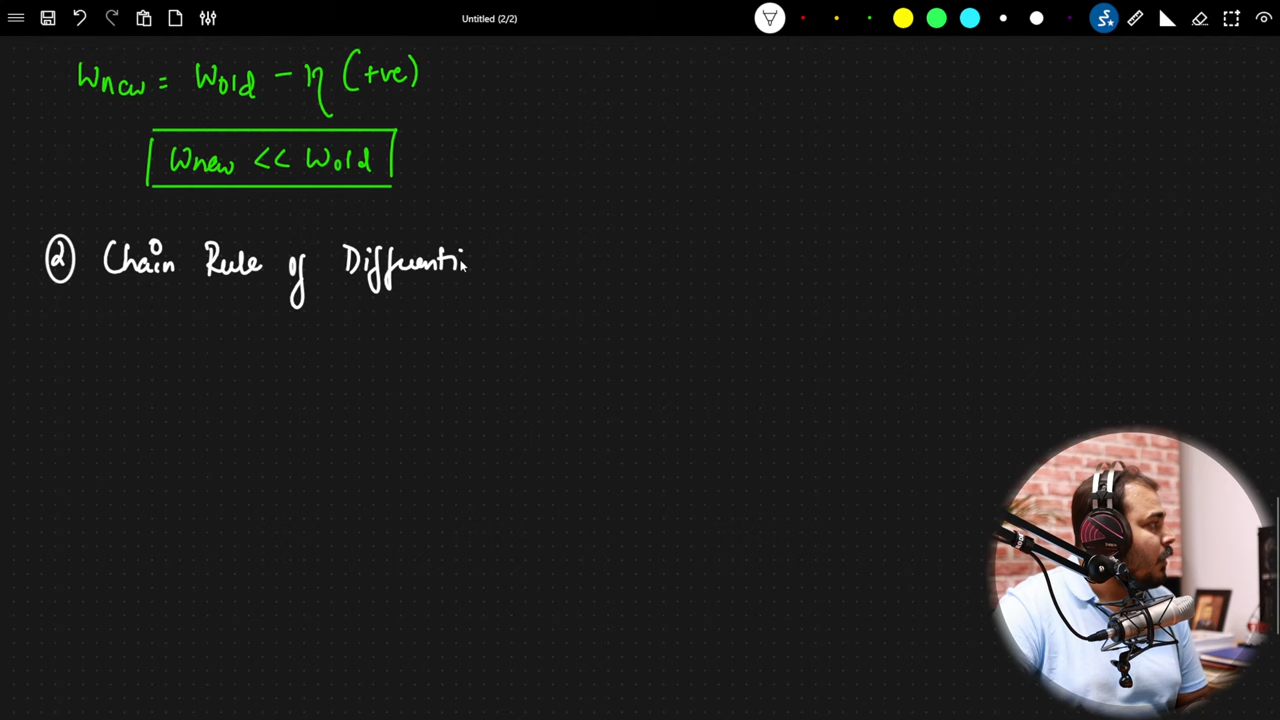 Untitled (2/2)
Wnew = Wold - η (+ve)
Wnew << Wold
② Chain Rule of Differenti